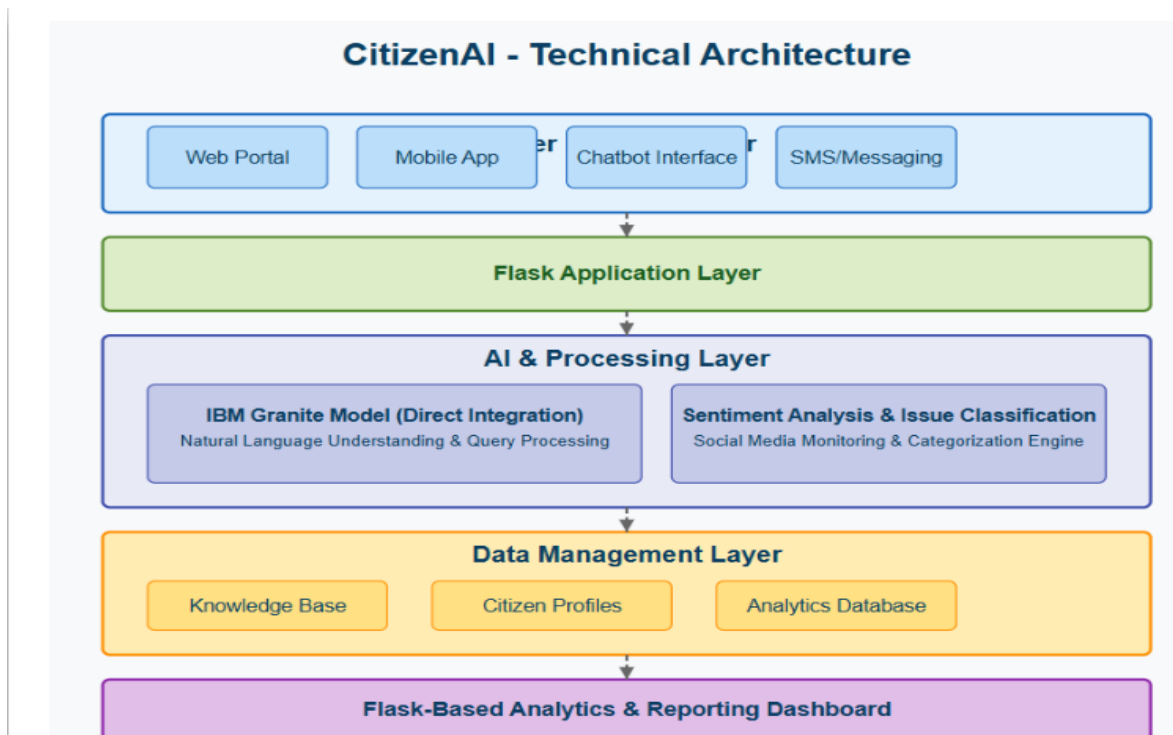 CitizenAI - Technical Architecture
Web Portal
Mobile App
Chatbot Interface
SMS/Messaging
Flask Application Layer
AI & Processing Layer
IBM Granite Model (Direct Integration)
Natural Language Understanding & Query Processing
Sentiment Analysis & Issue Classification
Social Media Monitoring & Categorization Engine
Data Management Layer
Knowledge Base
Citizen Profiles
Analytics Database
Flask-Based Analytics & Reporting Dashboard